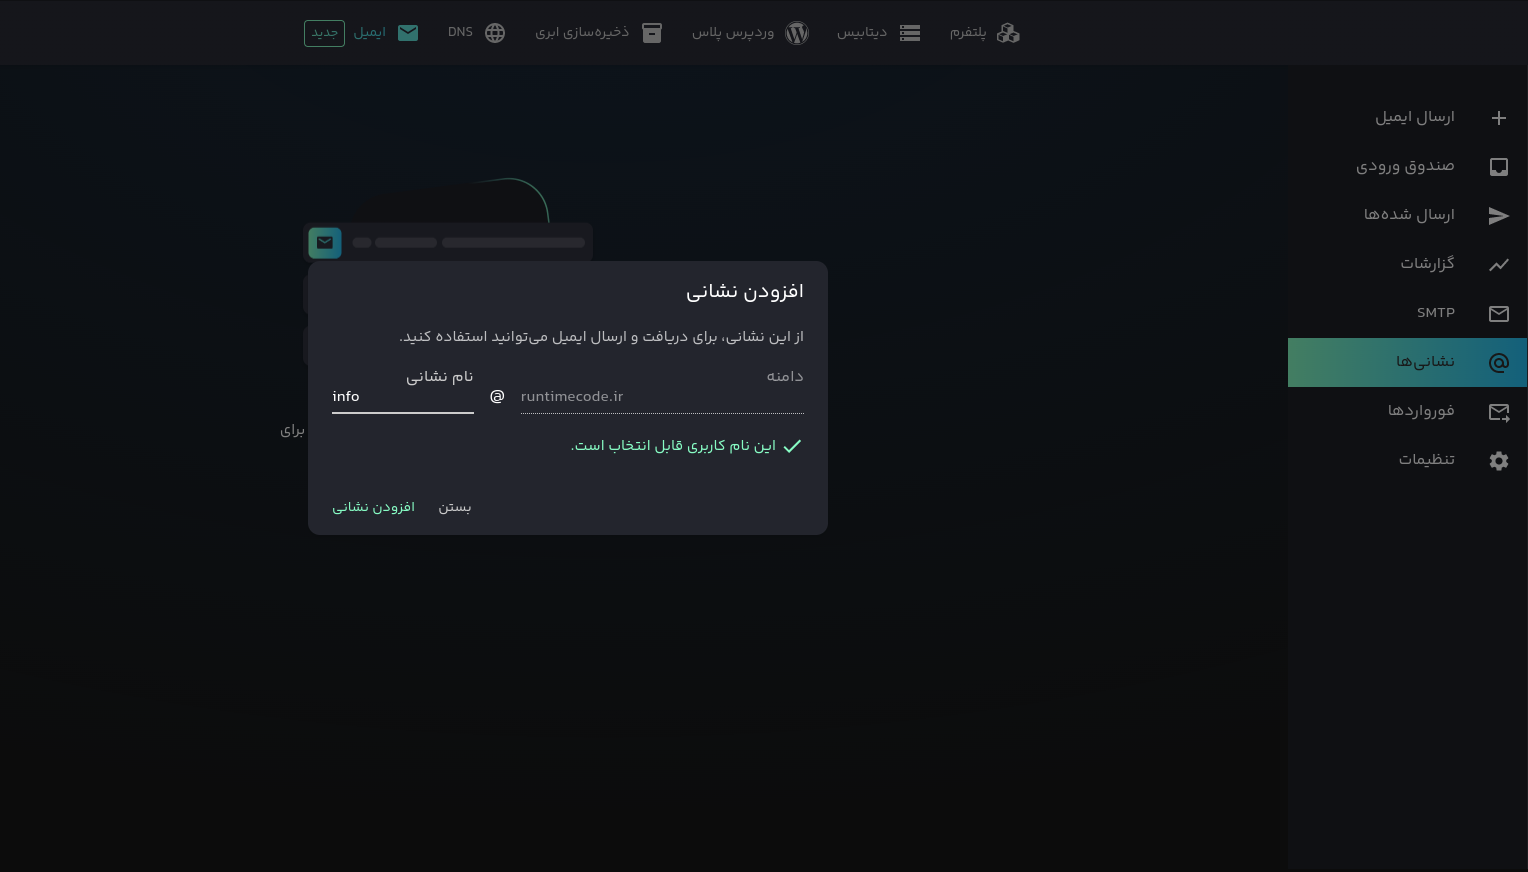 پلتفرم
دیتابیس
وردپرس پلاس
ذخیره‌سازی ابری
DNS
ایمیل
جدید
ارسال ایمیل
صندوق ورودی
ارسال شده‌ها
گزارشات
SMTP
نشانی‌ها
فورواردها
تنظیمات
افزودن نشانی
از این نشانی، برای دریافت و ارسال ایمیل می‌توانید استفاده کنید.
دامنه
runtimecode.ir
@
نام نشانی
info
این نام کاربری قابل انتخاب است.
برای
بستن
افزودن نشانی